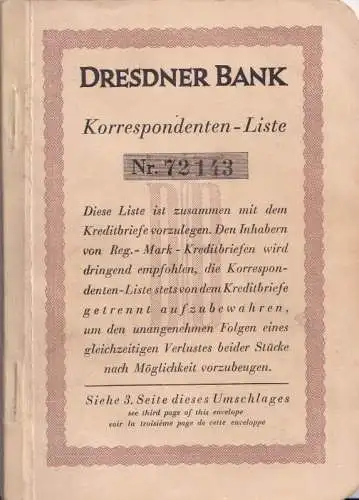 DRESDNER BANK
Korrespondenten-Liste
Nr. 72143
Diese Liste ist zusammen mit dem
Kreditbriefe vorzulegen. Den Inhabern
von Reg.-Mark-Kreditbriefen wird
dringend empfohlen, die Korrespon-
denten-Liste stets von dem Kreditbriefe
getrennt aufzubewahren,
um den unangenehmen Folgen eines
gleichzeitigen Verlustes beider Stücke
nach Möglichkeit vorzubeugen.
Siehe 3. Seite dieses Umschlages
see third page of this envelope
voir la troisième page de cette enveloppe